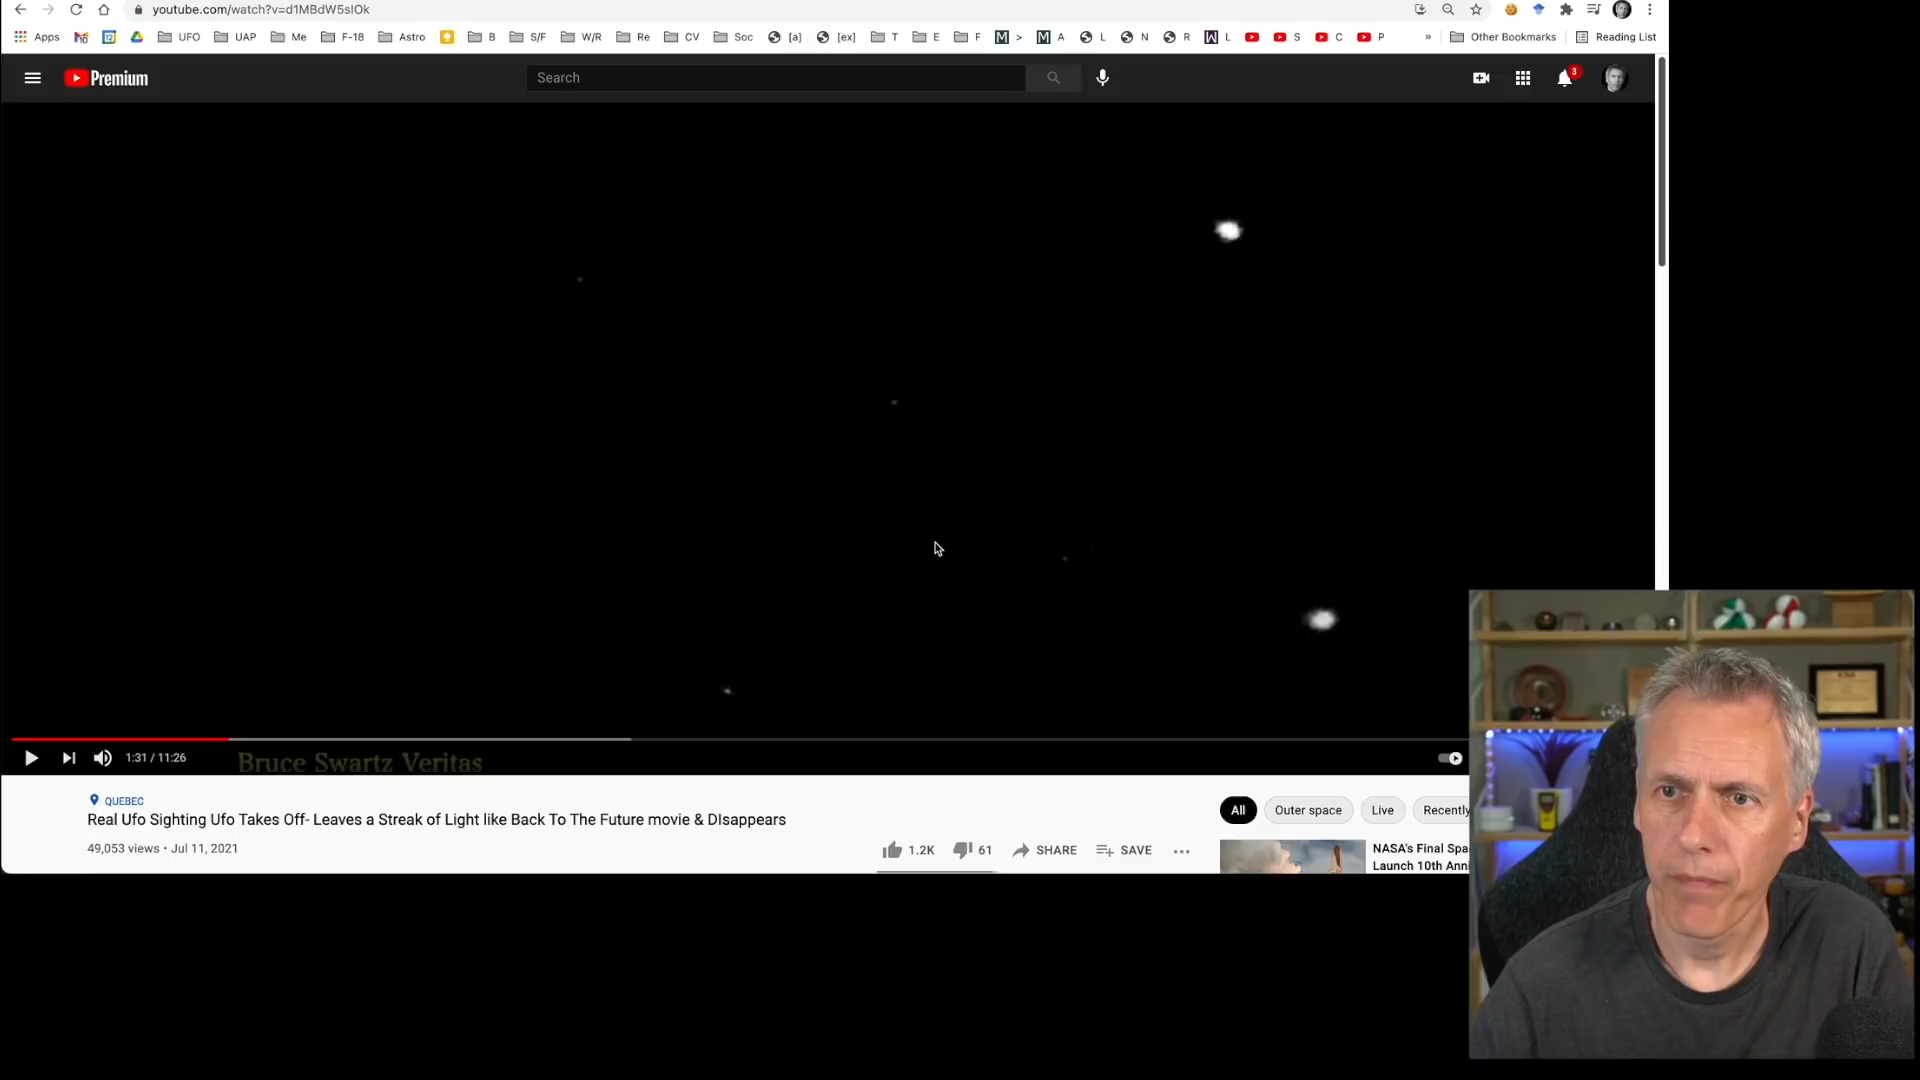 youtube.com/watch?v=d1MBdW5slOk
Apps UFO UAP Me F-18 Astro B S/F W/R Re CV Soc [a] [ex] T E F > A L N R L S C P » Other Bookmarks Reading List
Premium
Search
3
1:31 / 11:26
Bruce Swartz Veritas
QUEBEC
Real Ufo Sighting Ufo Takes Off- Leaves a Streak of Light like Back To The Future movie & DIsappears
49,053 views • Jul 11, 2021
1.2K 61 SHARE SAVE
All Outer space Live Recently
NASA's Final Spa
Launch 10th Anni